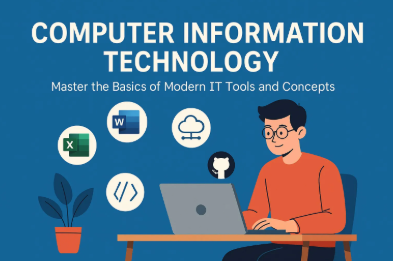 COMPUTER INFORMATION
TECHNOLOGY
Master the Basics of Modern IT Tools and Concepts
W
X
</>